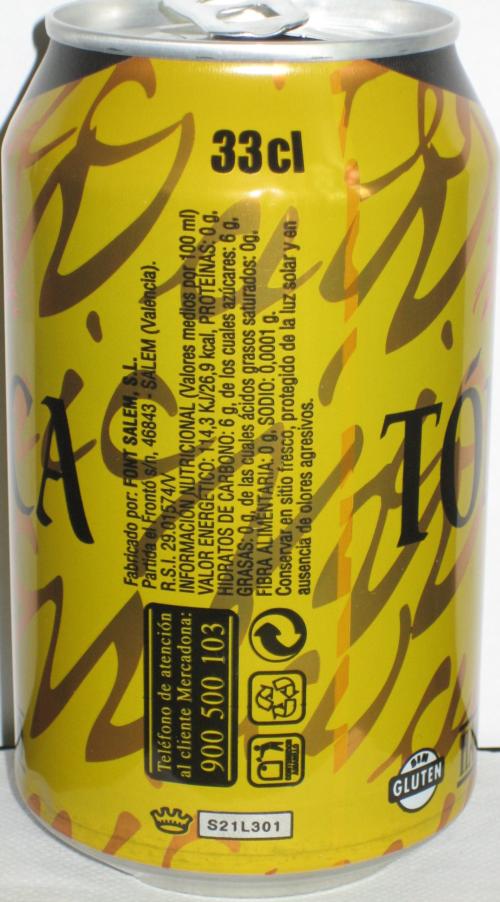 33cl
CA
TÓ
Fabricado por: FONT SALEM, S.L.
Partida en Frontó s/n, 46843 - SALEM (Valencia).
R.S.I. 29.01574/V
INFORMACIÓN NUTRICIONAL (Valores medios por 100 ml)
VALOR ENERGÉTICO: 114,3 KJ/26,9 kcal, PROTEÍNAS: 0 g,
HIDRATOS DE CARBONO: 6 g, de los cuales azúcares: 6 g,
GRASAS: 0 g, de las cuales ácidos grasos saturados: 0g,
FIBRA ALIMENTARIA: 0 g, SODIO: 0,0001 g.
Conservar en sitio fresco, protegido de la luz solar y en
ausencia de olores agresivos.
Teléfono de atención
al cliente Mercadona:
900 500 103
SIN
GLUTEN
S21L301